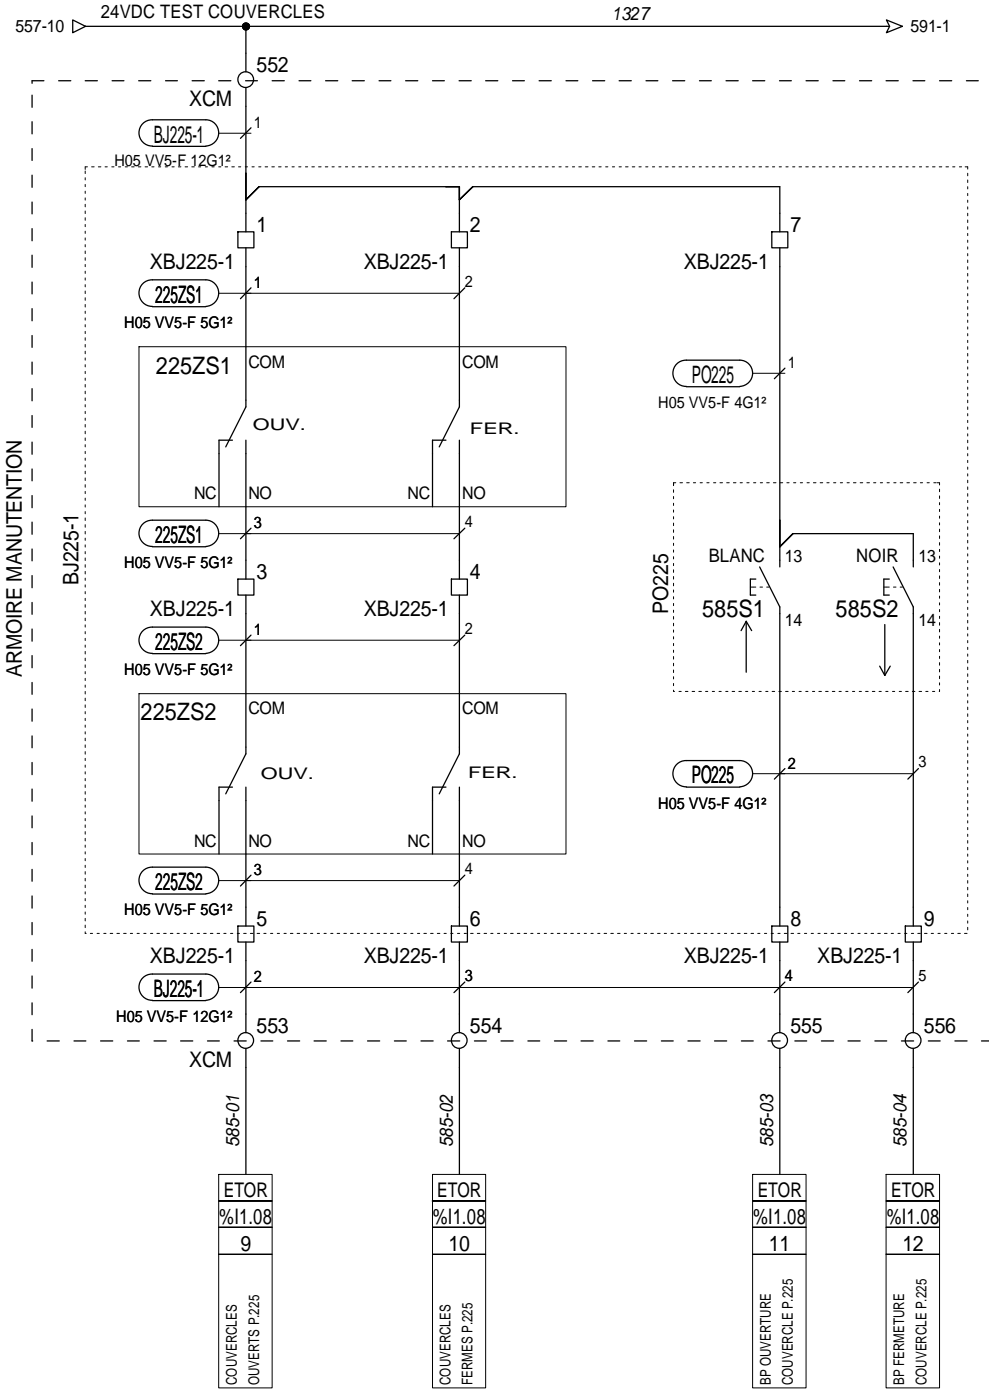 24VDC TEST COUVERCLES
1327
557-10
591-1
552
XCM
BJ225-1
1
H05 VV5-F 12G1²
1
2
7
XBJ225-1
XBJ225-1
XBJ225-1
225ZS1
1
2
H05 VV5-F 5G1²
225ZS1
COM
COM
PO225
1
H05 VV5-F 4G1²
OUV.
FER.
NC
NO
NC
NO
ARMOIRE MANUTENTION
BJ225-1
225ZS1
3
4
H05 VV5-F 5G1²
PO225
BLANC
13
NOIR
13
585S1
14
585S2
14
3
4
XBJ225-1
XBJ225-1
225ZS2
1
2
H05 VV5-F 5G1²
225ZS2
COM
COM
OUV.
FER.
PO225
2
3
H05 VV5-F 4G1²
NC
NO
NC
NO
225ZS2
3
4
H05 VV5-F 5G1²
5
6
8
9
XBJ225-1
XBJ225-1
XBJ225-1
XBJ225-1
BJ225-1
2
3
4
5
H05 VV5-F 12G1²
553
554
555
556
XCM
585-01
585-02
585-03
585-04
ETOR
ETOR
ETOR
ETOR
%I1.08
%I1.08
%I1.08
%I1.08
9
10
11
12
COUVERCLES
OUVERTS P.225
COUVERCLES
FERMES P.225
BP OUVERTURE
COUVERCLE P.225
BP FERMETURE
COUVERCLE P.225